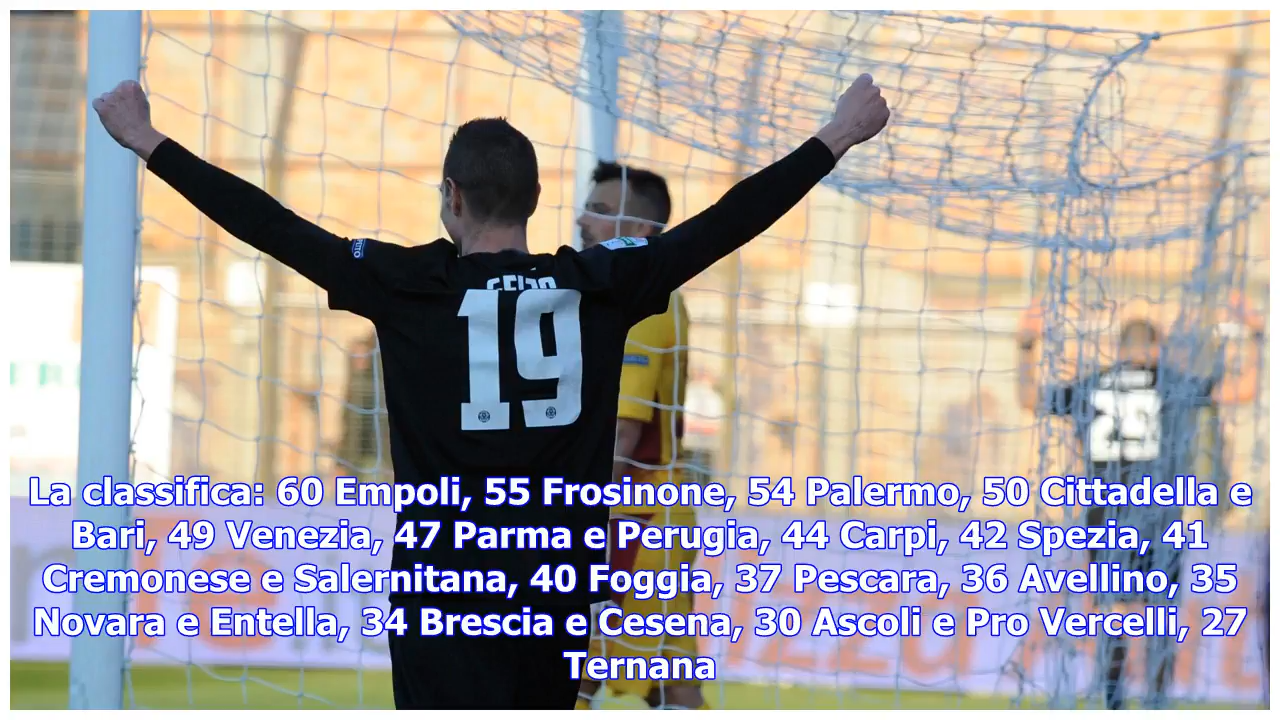 19
La classifica: 60 Empoli, 55 Frosinone, 54 Palermo, 50 Cittadella e
Bari, 49 Venezia, 47 Parma e Perugia, 44 Carpi, 42 Spezia, 41
Cremonese e Salernitana, 40 Foggia, 37 Pescara, 36 Avellino, 35
Novara e Entella, 34 Brescia e Cesena, 30 Ascoli e Pro Vercelli, 27
Ternana